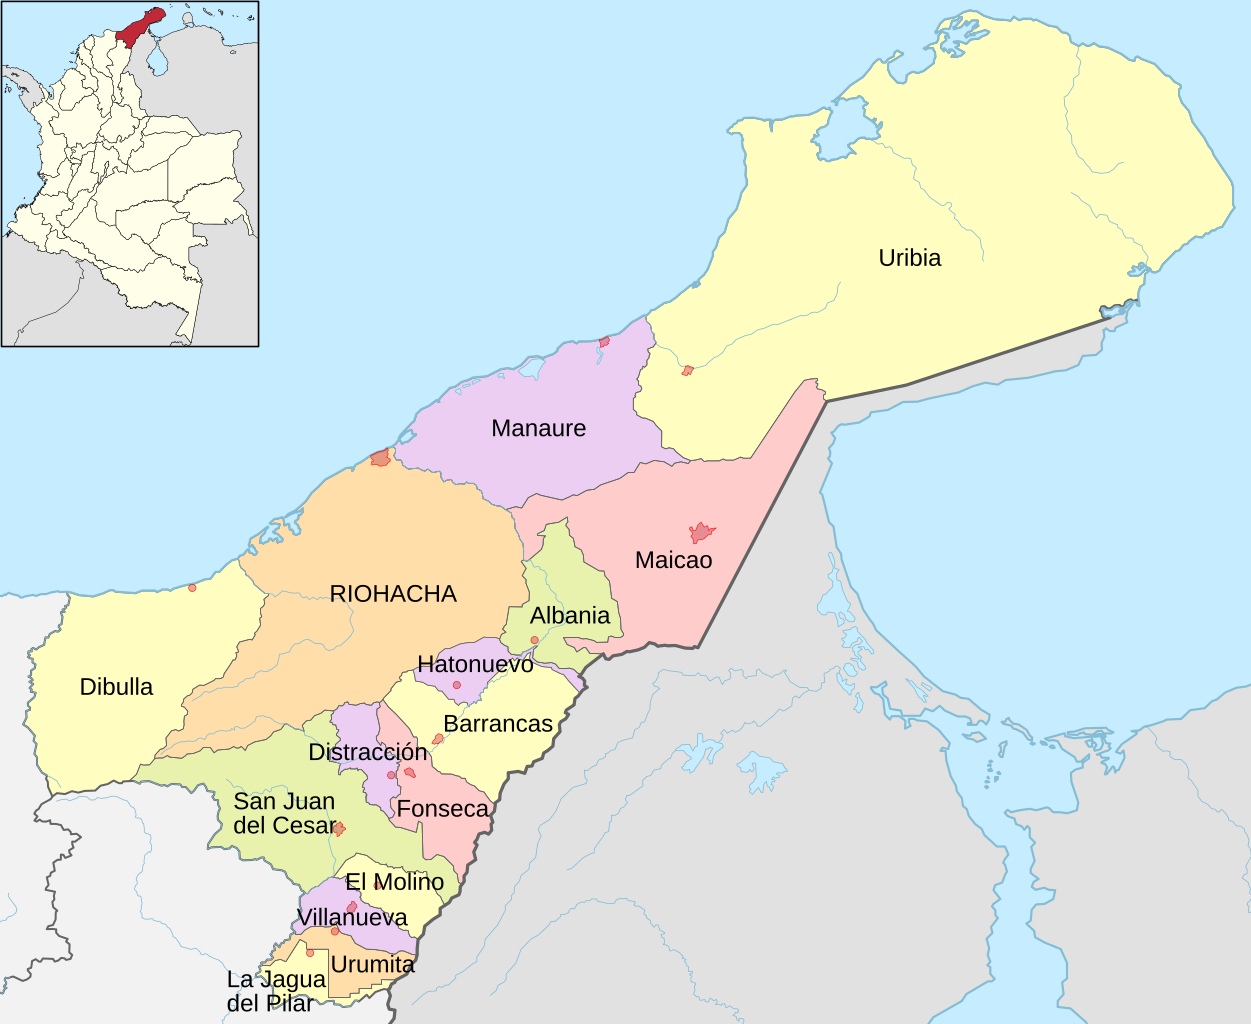 Uribia
Manaure
Maicao
RIOHACHA
Albania
Hatonuevo
Dibulla
Barrancas
Distracción
San Juan
del Cesar
Fonseca
El Molino
Villanueva
Urumita
La Jagua
del Pilar